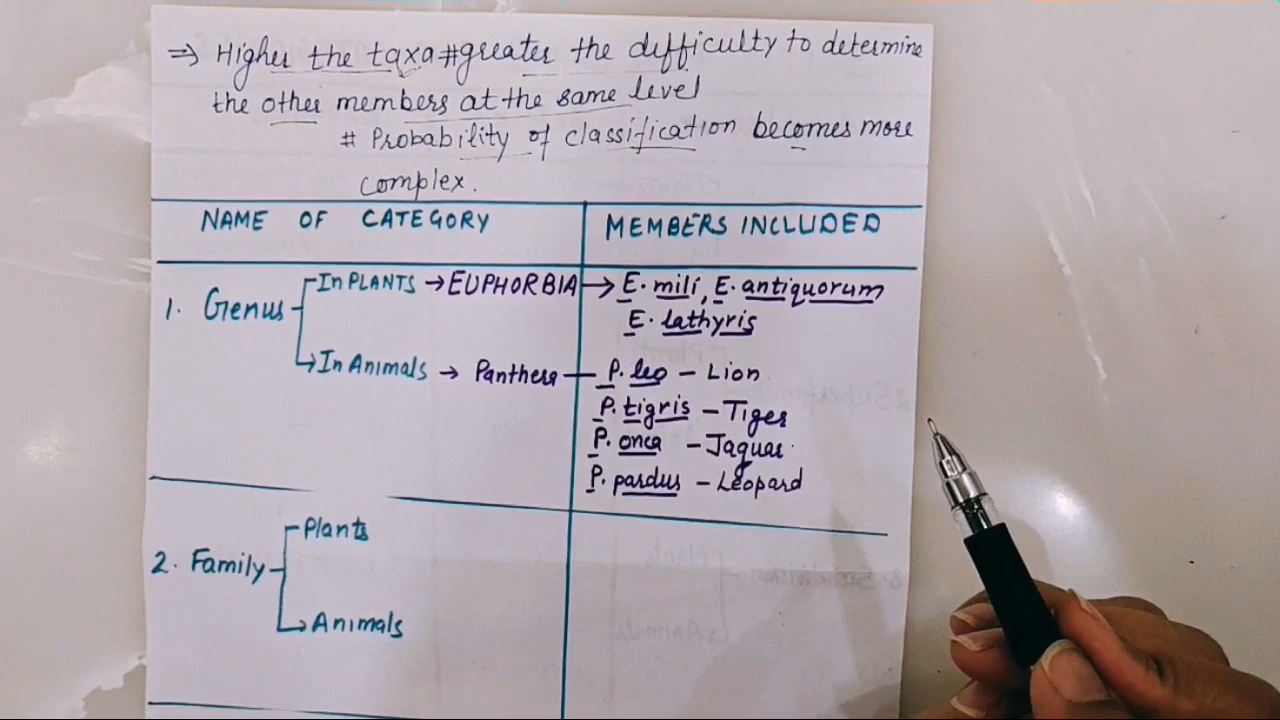 ⇒ Higher the taxa # greater the difficulty to determine
the other members at the same level
# Probability of classification becomes more
complex.
NAME OF CATEGORY MEMBERS INCLUDED
In PLANTS → EUPHORBIA → E. mili, E. antiquorum
1. Genus
E. lathyris
In Animals → Panthera – P. leo – Lion
P. tigris – Tiger
P. onca – Jaguar
P. pardus – Leopard
Plants
2. Family
Animals